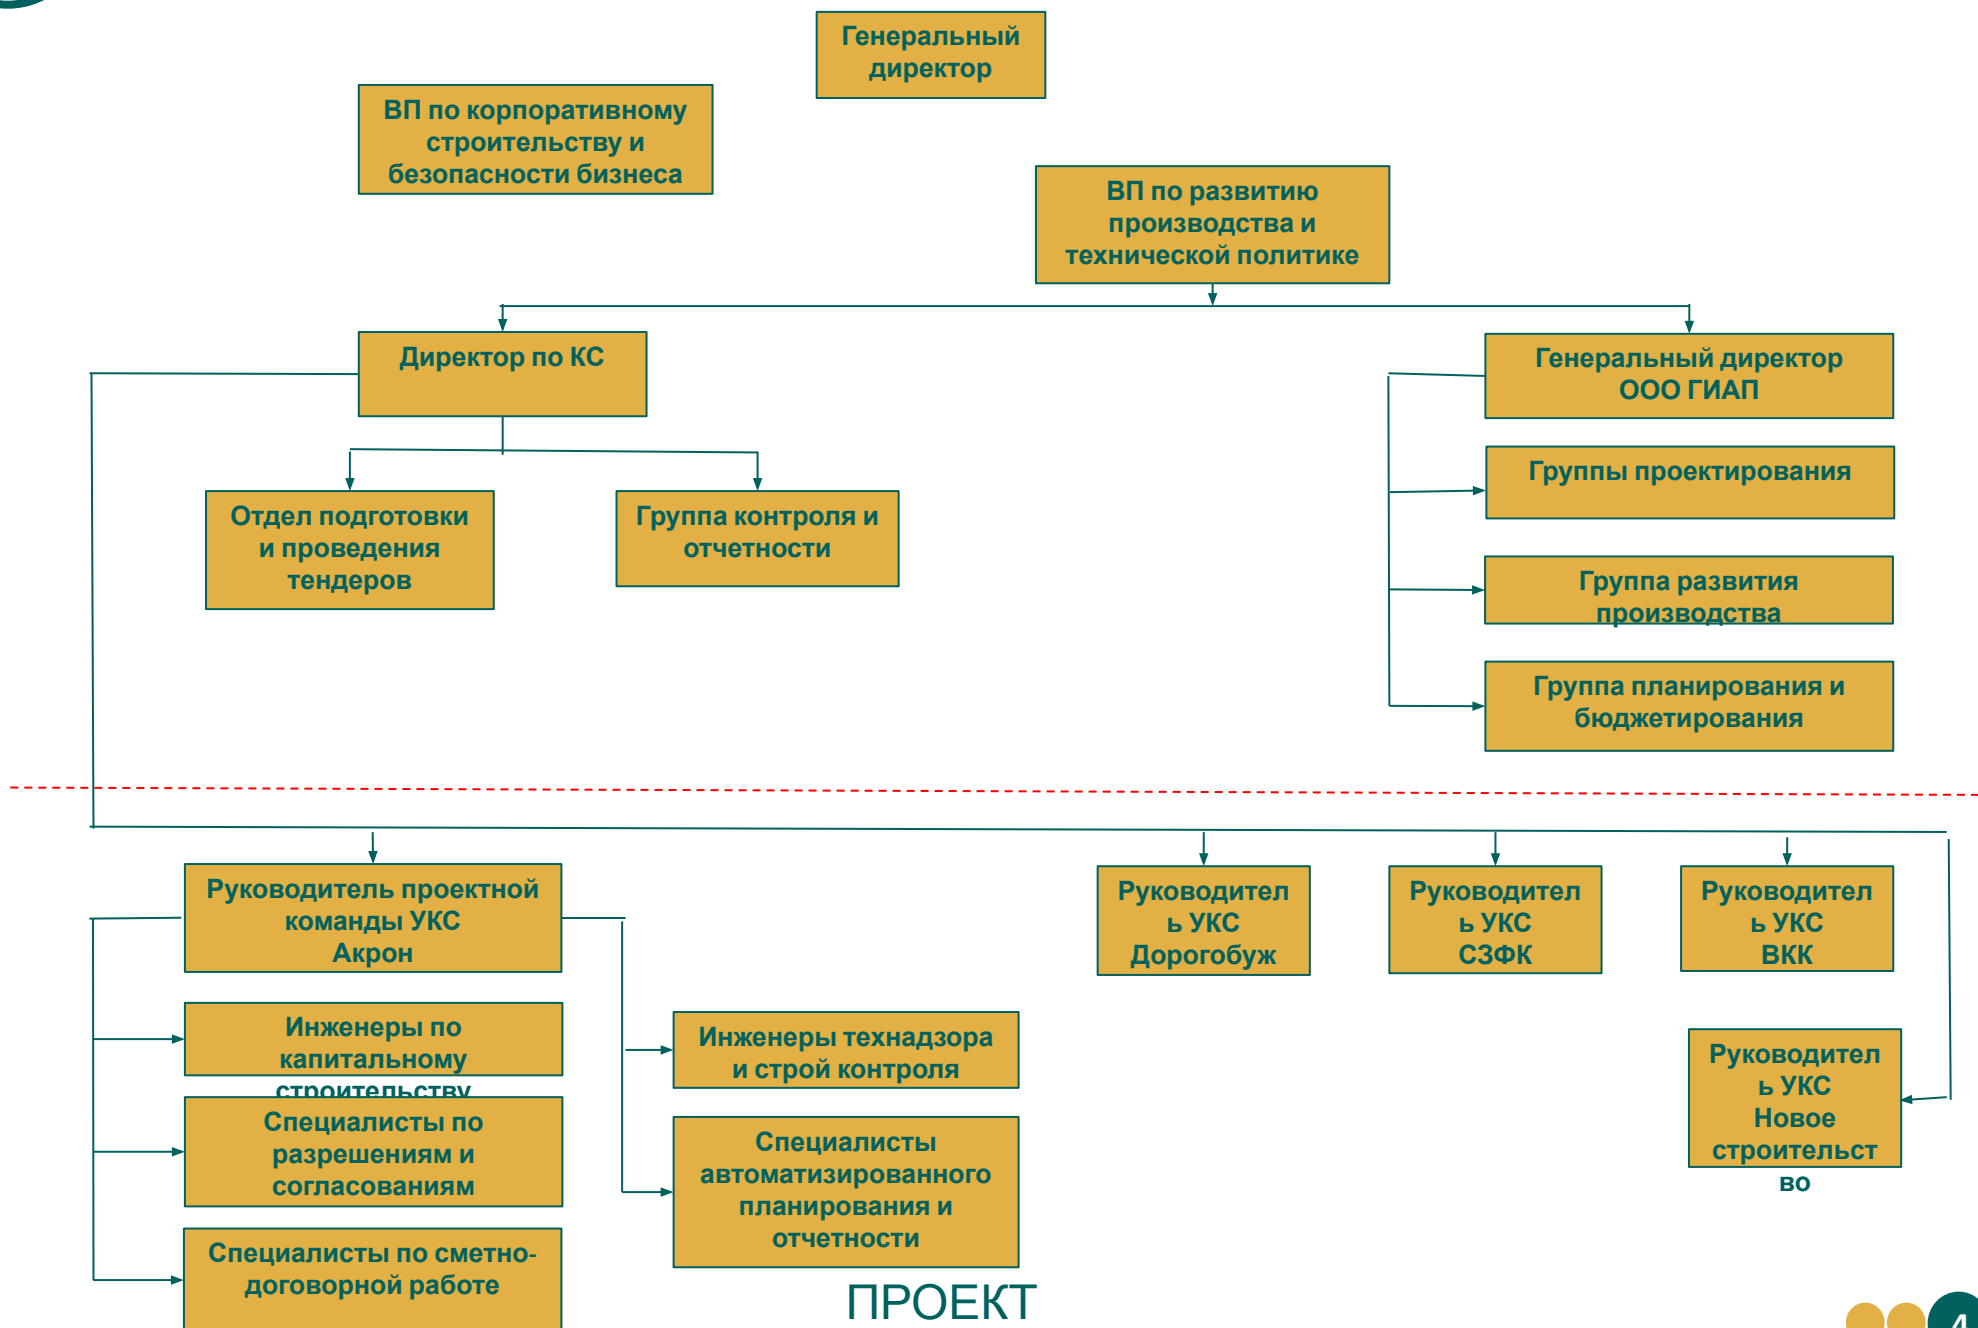 Генеральный
директор
ВП по корпоративному
строительству и
безопасности бизнеса
ВП по развитию
производства и
технической политике
Директор по КС
Генеральный директор
ООО ГИАП
Группы проектирования
Отдел подготовки
и проведения
тендеров
Группа контроля и
отчетности
Группа развития
производства
Группа планирования и
бюджетирования
Руководитель проектной
команды УКС
Акрон
Руководител
ь УКС
Дорогобуж
Руководител
ь УКС
СЗФК
Руководител
ь УКС
ВКК
Инженеры по
капитальному
строительству
Инженеры технадзора
и строй контроля
Руководител
ь УКС
Новое
строительст
во
Специалисты по
разрешениям и
согласованиям
Специалисты
автоматизированного
планирования и
отчетности
Специалисты по сметно-
договорной работе
ПРОЕКТ
4